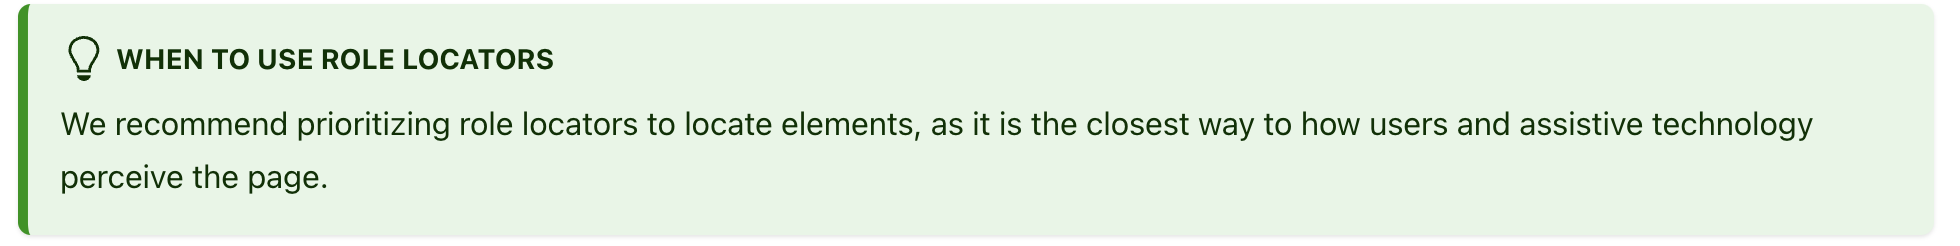 WHEN TO USE ROLE LOCATORS
We recommend prioritizing role locators to locate elements, as it is the closest way to how users and assistive technology
perceive the page.